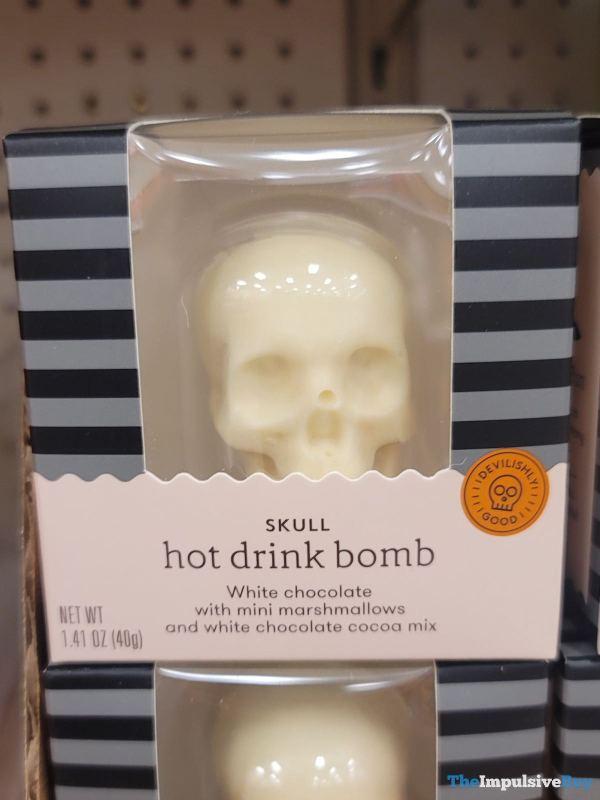 DEVILISHLY
GOOD
SKULL
hot drink bomb
White chocolate
with mini marshmallows
and white chocolate cocoa mix
NET WT
1.41 OZ (40g)
TheImpulsiveBuy